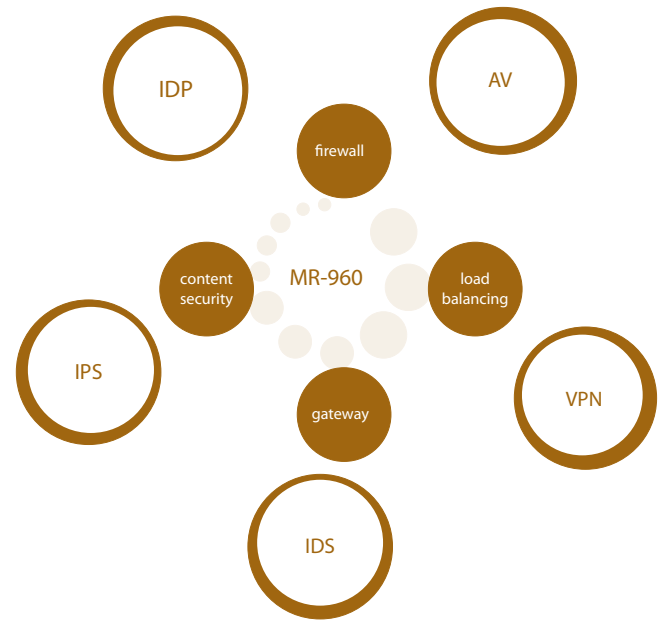 IDP
AV
firewall
MR-960
content
security
load
balancing
IPS
VPN
gateway
IDS